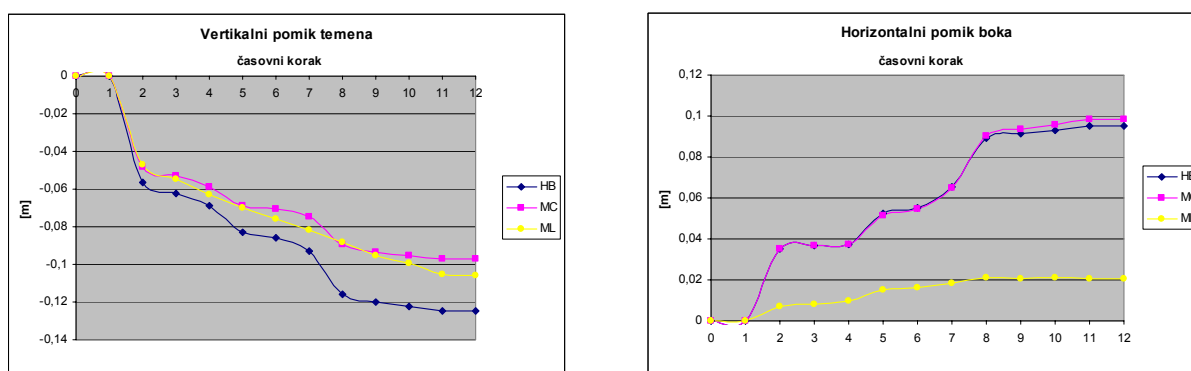 Vertikalni pomik temena
časovni korak
0
-0,02
-0,04
-0,06
-0,08
-0,1
-0,12
-0,14
0 1 2 3 4 5 6 7 8 9 10 11 12
[m]
HB
MC
ML
Horizontalni pomik boka
časovni korak
0,12
0,1
0,08
0,06
0,04
0,02
0
0 1 2 3 4 5 6 7 8 9 10 11 12
[m]